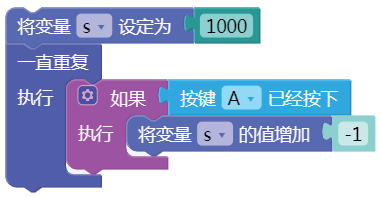 将变量 s 设定为 1000
一直重复
执行 如果 按键 A 已经按下
执行 将变量 s 的值增加 -1